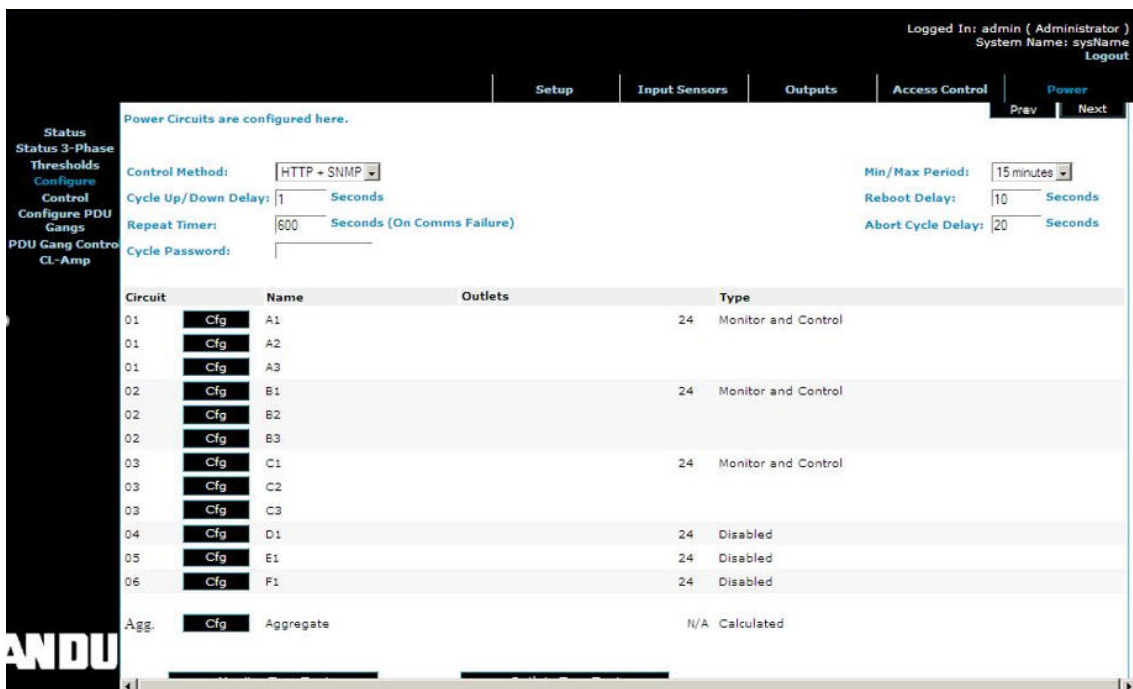 Logged In: admin ( Administrator )
System Name: sysName
Logout
Setup Input Sensors Outputs Access Control Power
Prev Next
Status
Status 3-Phase
Thresholds
Configure
Control
Configure PDU
Gangs
PDU Gang Contro
CL-Amp
Power Circuits are configured here.
Control Method: HTTP + SNMP Min/Max Period: 15 minutes
Cycle Up/Down Delay: 1 Seconds Reboot Delay: 10 Seconds
Repeat Timer: 600 Seconds (On Comms Failure) Abort Cycle Delay: 20 Seconds
Cycle Password:
Circuit Name Outlets Type
01 Cfg A1 24 Monitor and Control
01 Cfg A2
01 Cfg A3
02 Cfg B1 24 Monitor and Control
02 Cfg B2
02 Cfg B3
03 Cfg C1 24 Monitor and Control
03 Cfg C2
03 Cfg C3
04 Cfg D1 24 Disabled
05 Cfg E1 24 Disabled
06 Cfg F1 24 Disabled
Agg. Cfg Aggregate N/A Calculated
ANDU